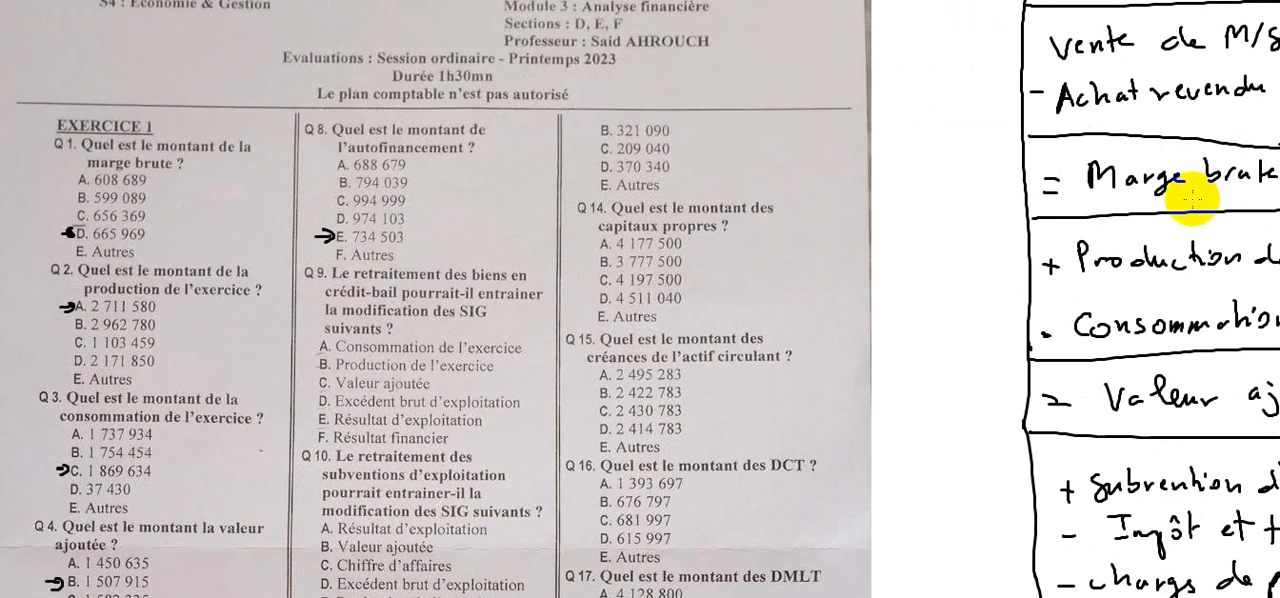 S4 : Economie & Gestion
Module 3 : Analyse financière
Sections : D, E, F
Professeur : Said AHROUCH
Evaluations : Session ordinaire - Printemps 2023
Durée 1h30mn
Le plan comptable n'est pas autorisé
EXERCICE 1
Q 1. Quel est le montant de la
marge brute ?
A. 608 689
B. 599 089
C. 656 369
D. 665 969
E. Autres
Q 2. Quel est le montant de la
production de l'exercice ?
A. 2 711 580
B. 2 962 780
C. 1 103 459
D. 2 171 850
E. Autres
Q 3. Quel est le montant de la
consommation de l'exercice ?
A. 1 737 934
B. 1 754 454
C. 1 869 634
D. 37 430
E. Autres
Q 4. Quel est le montant la valeur
ajoutée ?
A. 1 450 635
B. 1 507 915
Q 8. Quel est le montant de
l'autofinancement ?
A. 688 679
B. 794 039
C. 994 999
D. 974 103
E. 734 503
F. Autres
Q 9. Le retraitement des biens en
crédit-bail pourrait-il entrainer
la modification des SIG
suivants ?
A. Consommation de l'exercice
B. Production de l'exercice
C. Valeur ajoutée
D. Excédent brut d'exploitation
E. Résultat d'exploitation
F. Résultat financier
Q 10. Le retraitement des
subventions d'exploitation
pourrait entrainer-il la
modification des SIG suivants ?
A. Résultat d'exploitation
B. Valeur ajoutée
C. Chiffre d'affaires
D. Excédent brut d'exploitation
B. 321 090
C. 209 040
D. 370 340
E. Autres
Q 14. Quel est le montant des
capitaux propres ?
A. 4 177 500
B. 3 777 500
C. 4 197 500
D. 4 511 040
E. Autres
Q 15. Quel est le montant des
créances de l'actif circulant ?
A. 2 495 283
B. 2 422 783
C. 2 430 783
D. 2 414 783
E. Autres
Q 16. Quel est le montant des DCT ?
A. 1 393 697
B. 676 797
C. 681 997
D. 615 997
E. Autres
Q 17. Quel est le montant des DMLT
A. 4 128 800
Vente de M/S
- Achat revendu
= Marge brute
+ Production de
- Consommation
= Valeur aj
+ Subvention d'
- Impôt et t
- charges de p